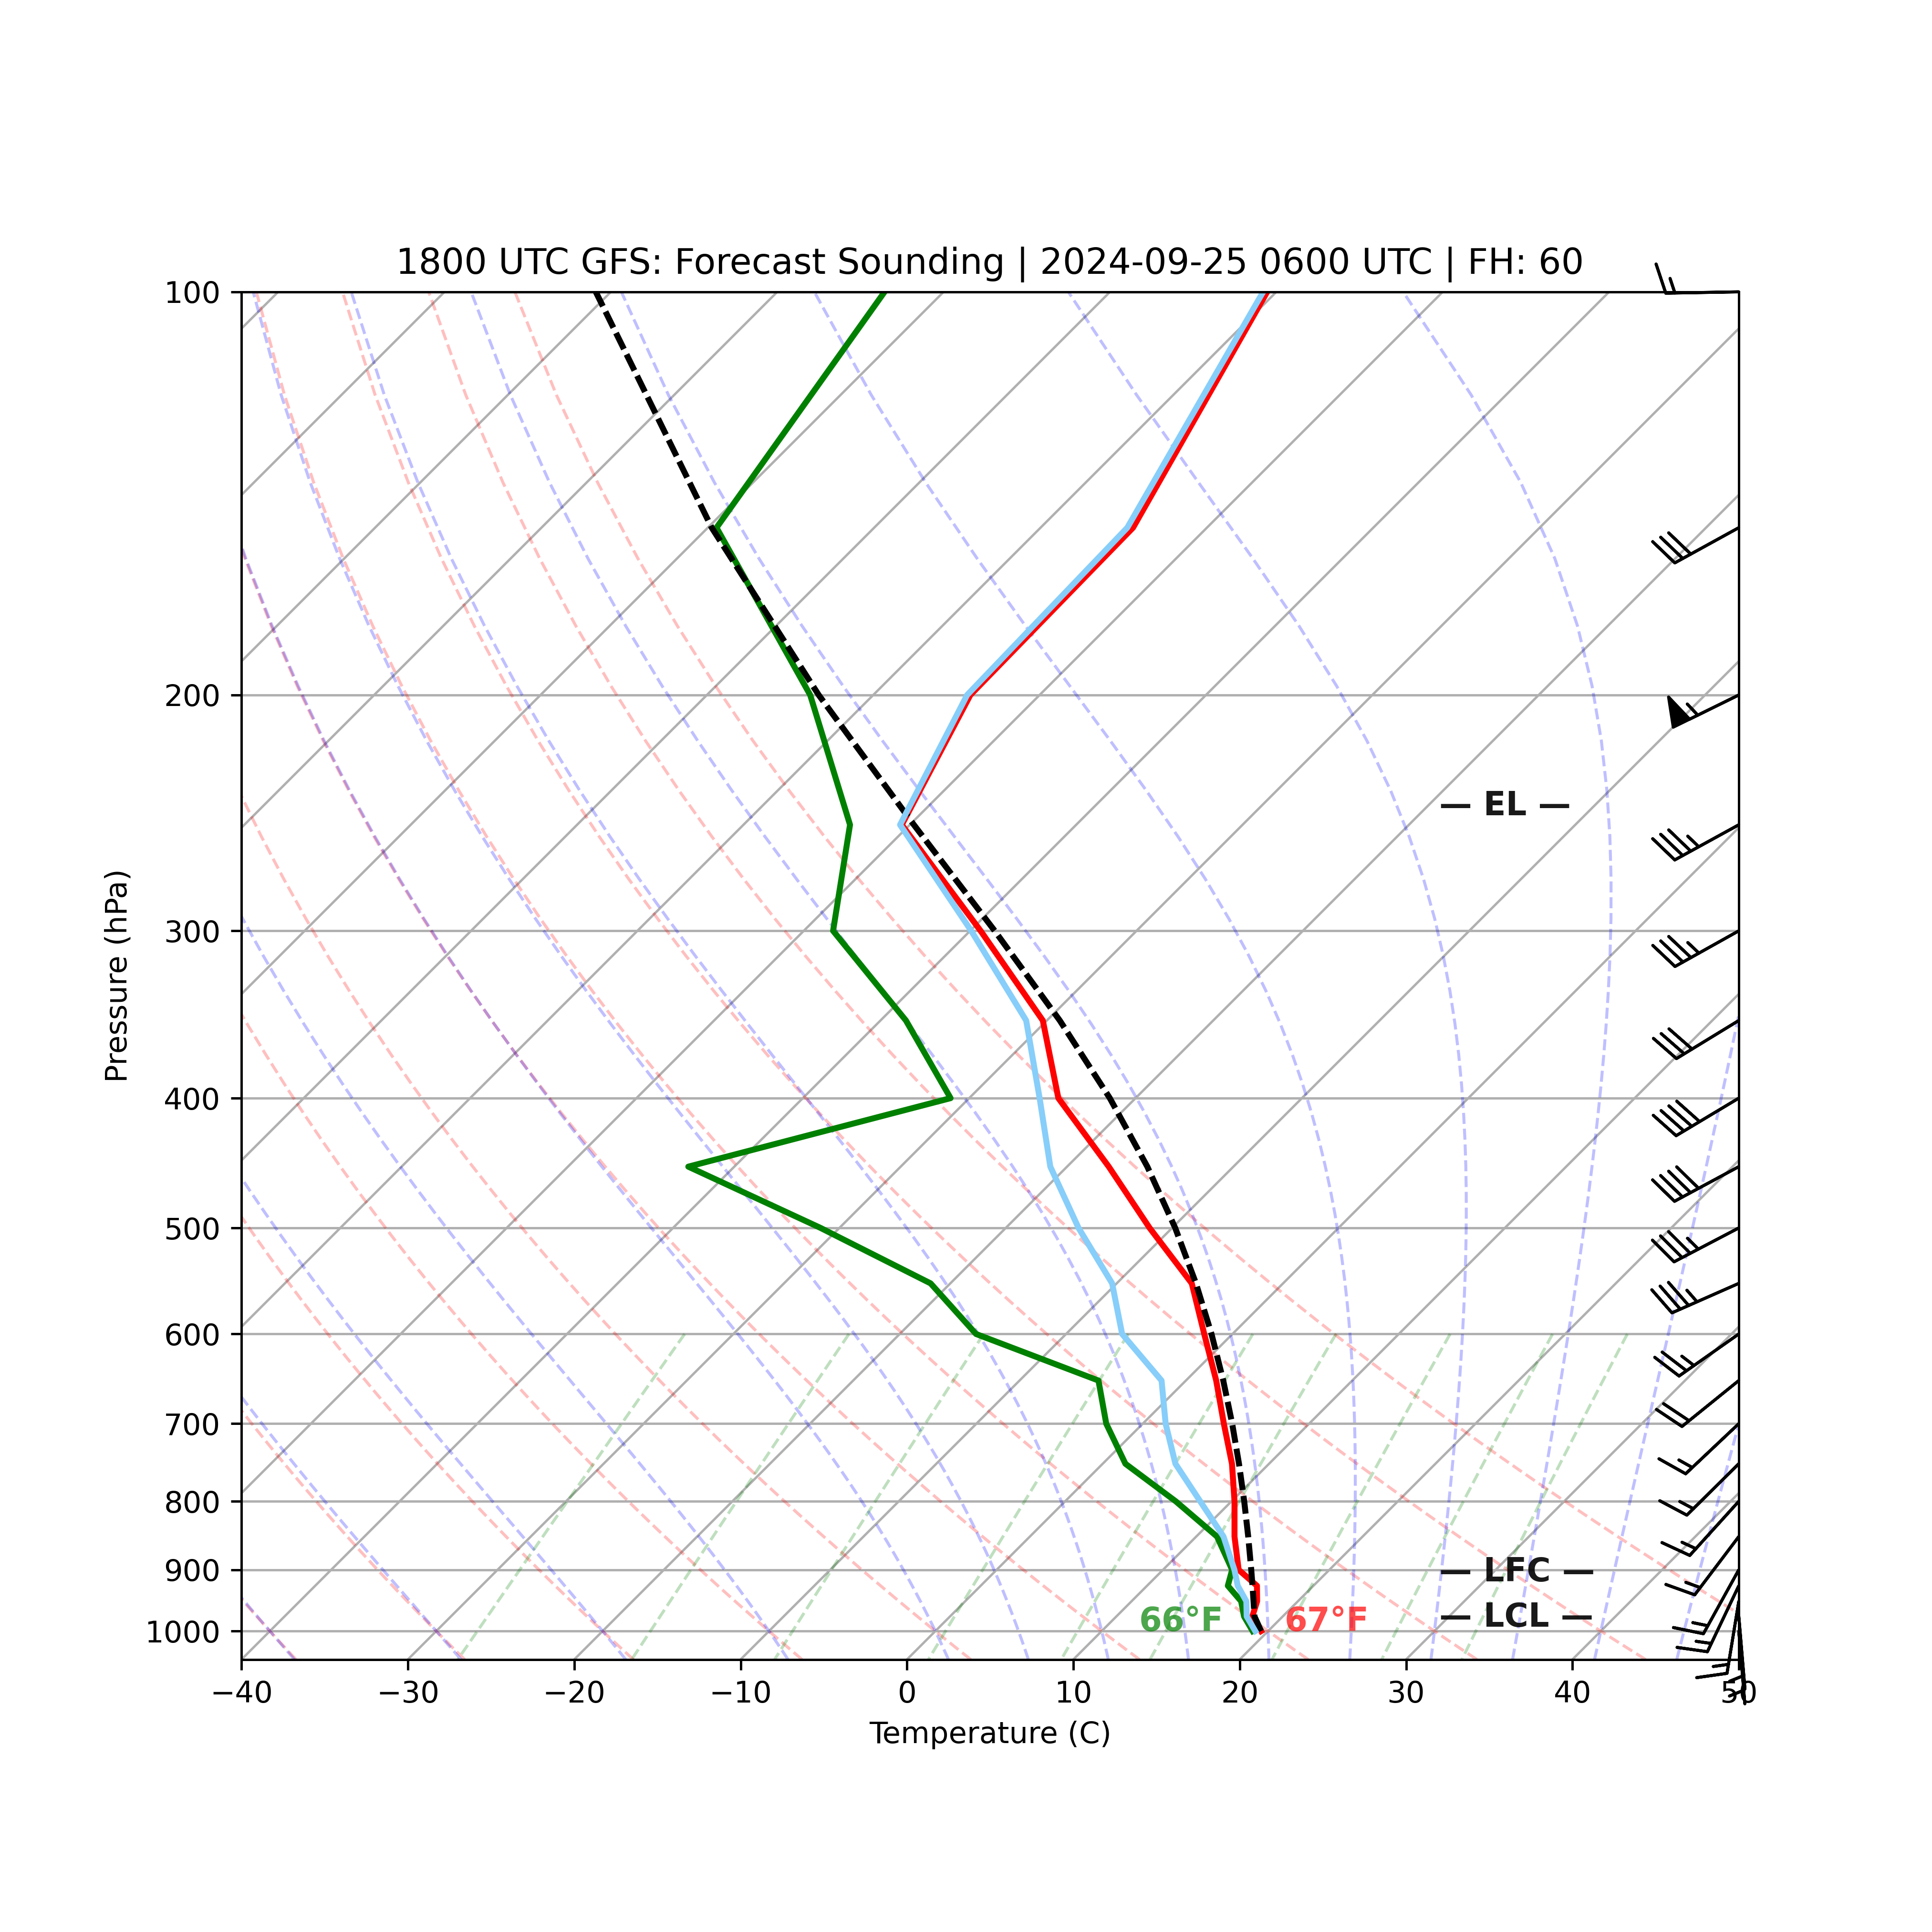 1800 UTC GFS: Forecast Sounding | 2024-09-25 0600 UTC | FH: 60
100
200
— EL —
300
Pressure (hPa)
400
500
600
700
800
900
— LFC —
1000
66°F 67°F — LCL —
−40 −30 −20 −10 0 10 20 30 40 50
Temperature (C)